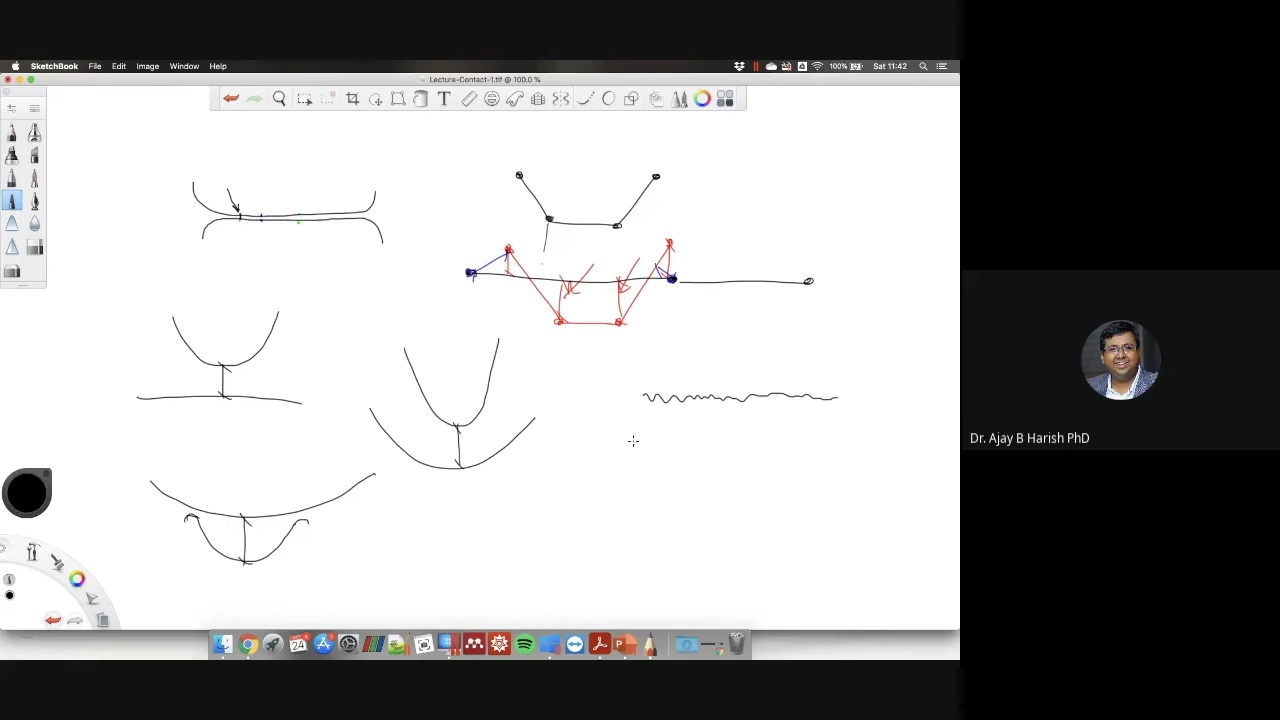 SketchBook File Edit Image Window Help
100% Sat 11:42
Lecture-Contact-1.tif @ 100.0 %
T
Dr. Ajay B Harish PhD